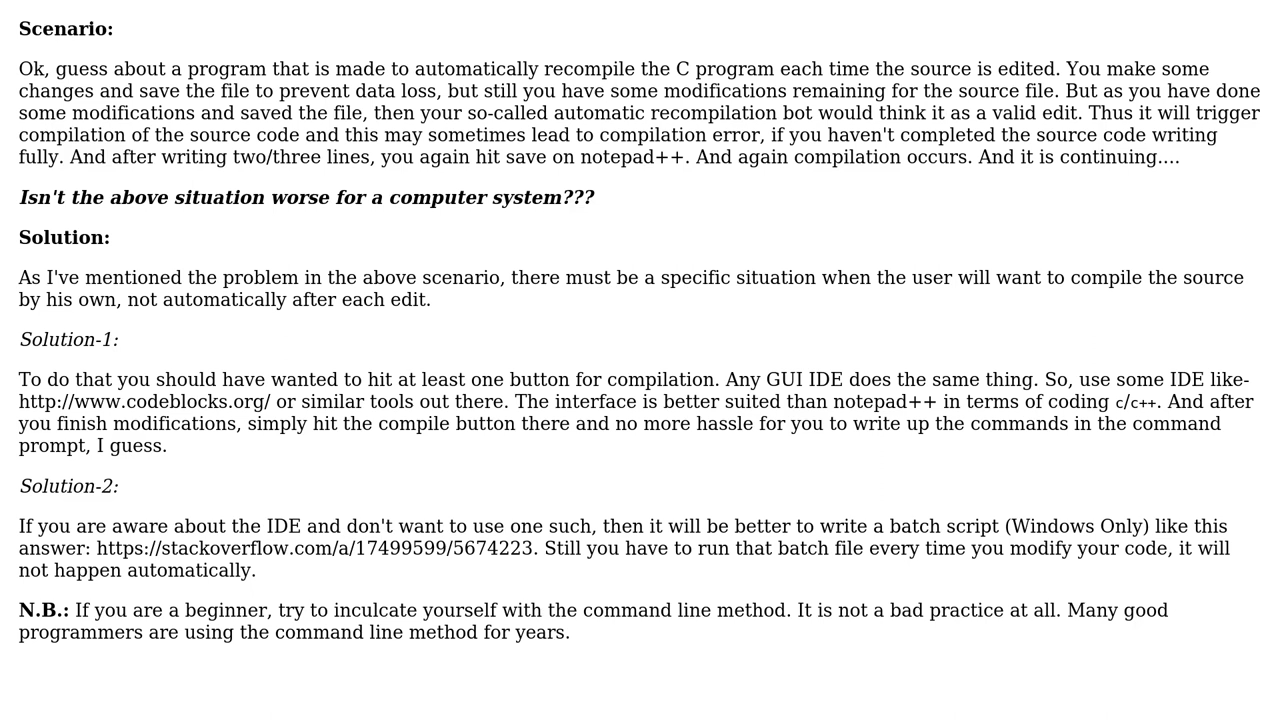 Scenario:
Ok, guess about a program that is made to automatically recompile the C program each time the source is edited. You make some
changes and save the file to prevent data loss, but still you have some modifications remaining for the source file. But as you have done
some modifications and saved the file, then your so-called automatic recompilation bot would think it as a valid edit. Thus it will trigger
compilation of the source code and this may sometimes lead to compilation error, if you haven't completed the source code writing
fully. And after writing two/three lines, you again hit save on notepad++. And again compilation occurs. And it is continuing....
Isn't the above situation worse for a computer system???
Solution:
As I've mentioned the problem in the above scenario, there must be a specific situation when the user will want to compile the source
by his own, not automatically after each edit.
Solution-1:
To do that you should have wanted to hit at least one button for compilation. Any GUI IDE does the same thing. So, use some IDE like-
http://www.codeblocks.org/ or similar tools out there. The interface is better suited than notepad++ in terms of coding c/c++. And after
you finish modifications, simply hit the compile button there and no more hassle for you to write up the commands in the command
prompt, I guess.
Solution-2:
If you are aware about the IDE and don't want to use one such, then it will be better to write a batch script (Windows Only) like this
answer: https://stackoverflow.com/a/17499599/5674223. Still you have to run that batch file every time you modify your code, it will
not happen automatically.
N.B.: If you are a beginner, try to inculcate yourself with the command line method. It is not a bad practice at all. Many good
programmers are using the command line method for years.